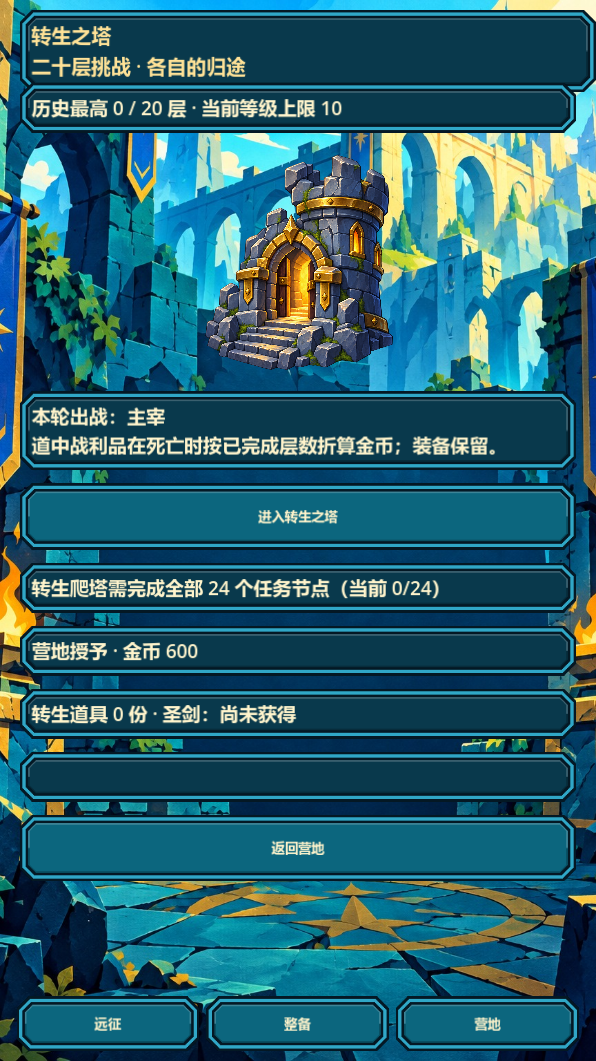 转生之塔
二十层挑战 · 各自的归途
历史最高 0 / 20 层 · 当前等级上限 10
本轮出战：主宰
道中战利品在死亡时按已完成层数折算金币；装备保留。
进入转生之塔
转生爬塔需完成全部 24 个任务节点（当前 0/24）
营地授予 · 金币 600
转生道具 0 份 · 圣剑：尚未获得
返回营地
远征
整备
营地